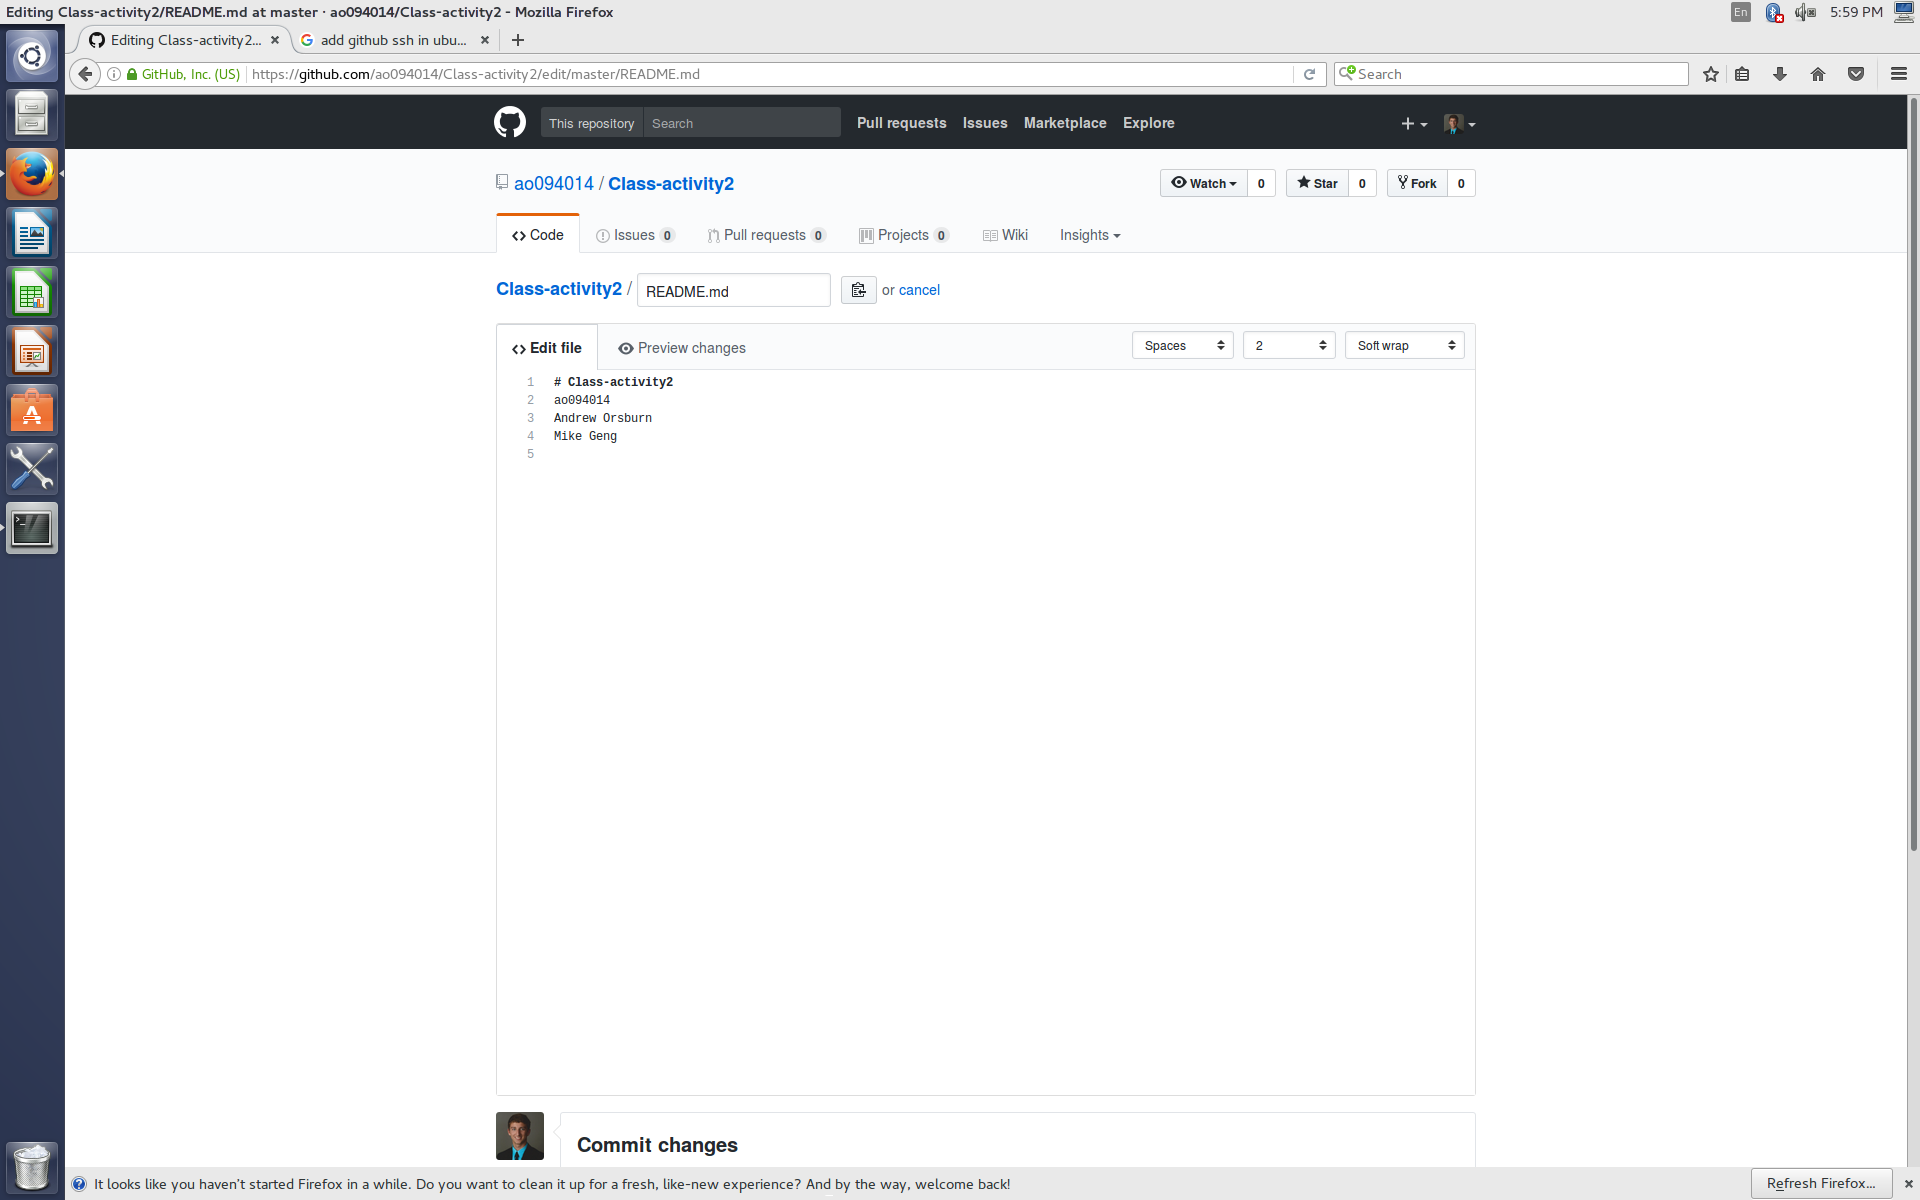 Editing Class-activity2/README.md at master · ao094014/Class-activity2 - Mozilla Firefox
En
5:59 PM
Editing Class-activity2...
add github ssh in ubu...
GitHub, Inc. (US)
https://github.com/ao094014/Class-activity2/edit/master/README.md
Search
This repository
Search
Pull requests
Issues
Marketplace
Explore
ao094014 / Class-activity2
Watch
0
Star
0
Fork
0
Code
Issues 0
Pull requests 0
Projects 0
Wiki
Insights
Class-activity2 / README.md or cancel
Edit file
Preview changes
Spaces
2
Soft wrap
1 # Class-activity2
2 ao094014
3 Andrew Orsburn
4 Mike Geng
5
Commit changes
It looks like you haven't started Firefox in a while. Do you want to clean it up for a fresh, like-new experience? And by the way, welcome back!
Refresh Firefox...